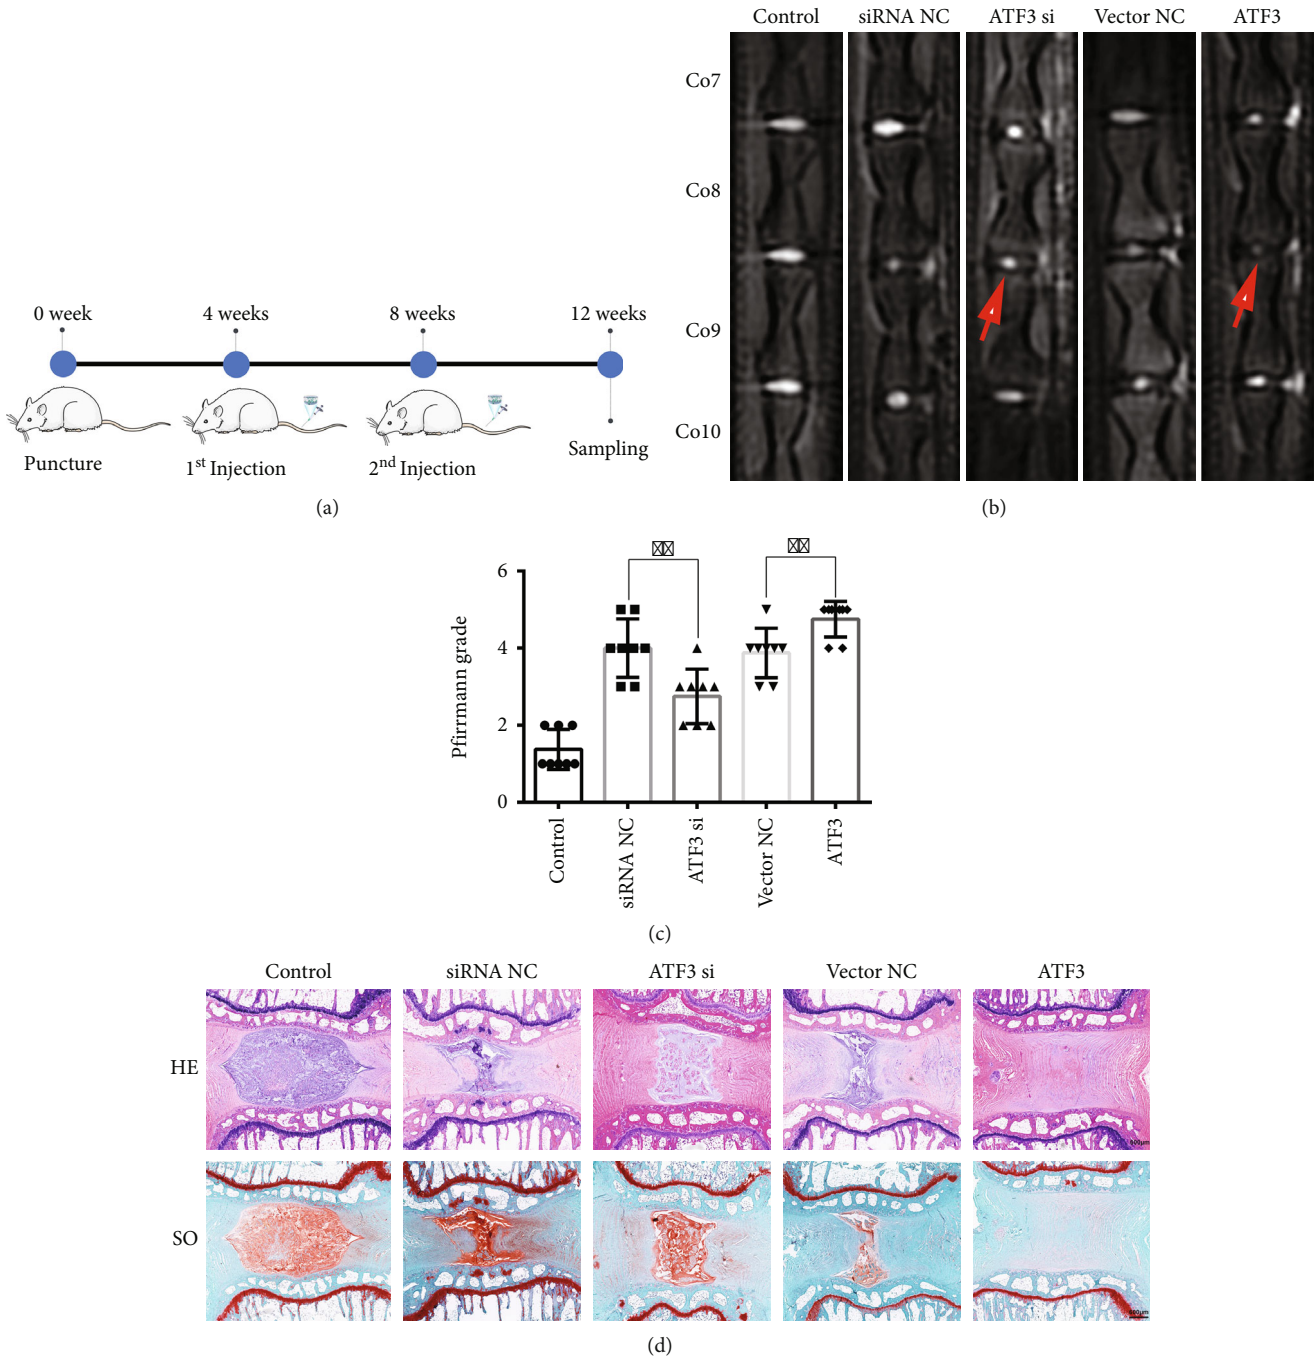 0 week
4 weeks
8 weeks
12 weeks
Puncture
1st Injection
2nd Injection
Sampling
(a)
Control
siRNA NC
ATF3 si
Vector NC
ATF3
Co7
Co8
Co9
Co10
(b)
Pfirrmann grade
6
4
2
0
Control
siRNA NC
ATF3 si
Vector NC
ATF3
(c)
Control
siRNA NC
ATF3 si
Vector NC
ATF3
HE
SO
(d)